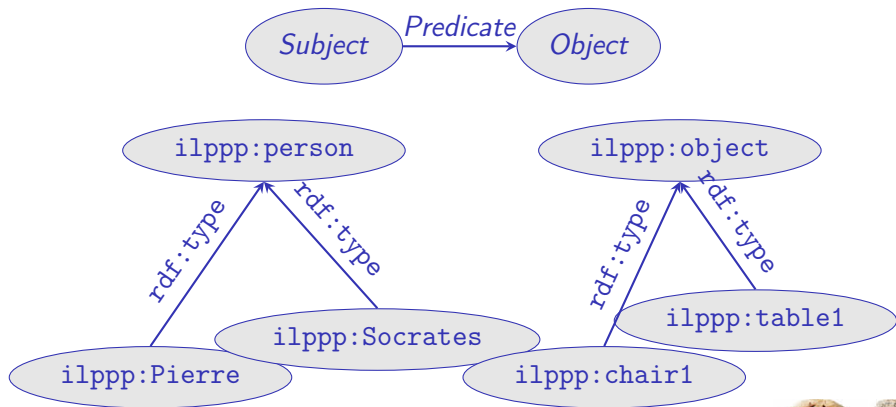 Subject Predicate Object
ilppp:person
ilppp:object
rdf:type
rdf:type
rdf:type
rdf:type
ilppp:Pierre
ilppp:Socrates
ilppp:chair1
ilppp:table1